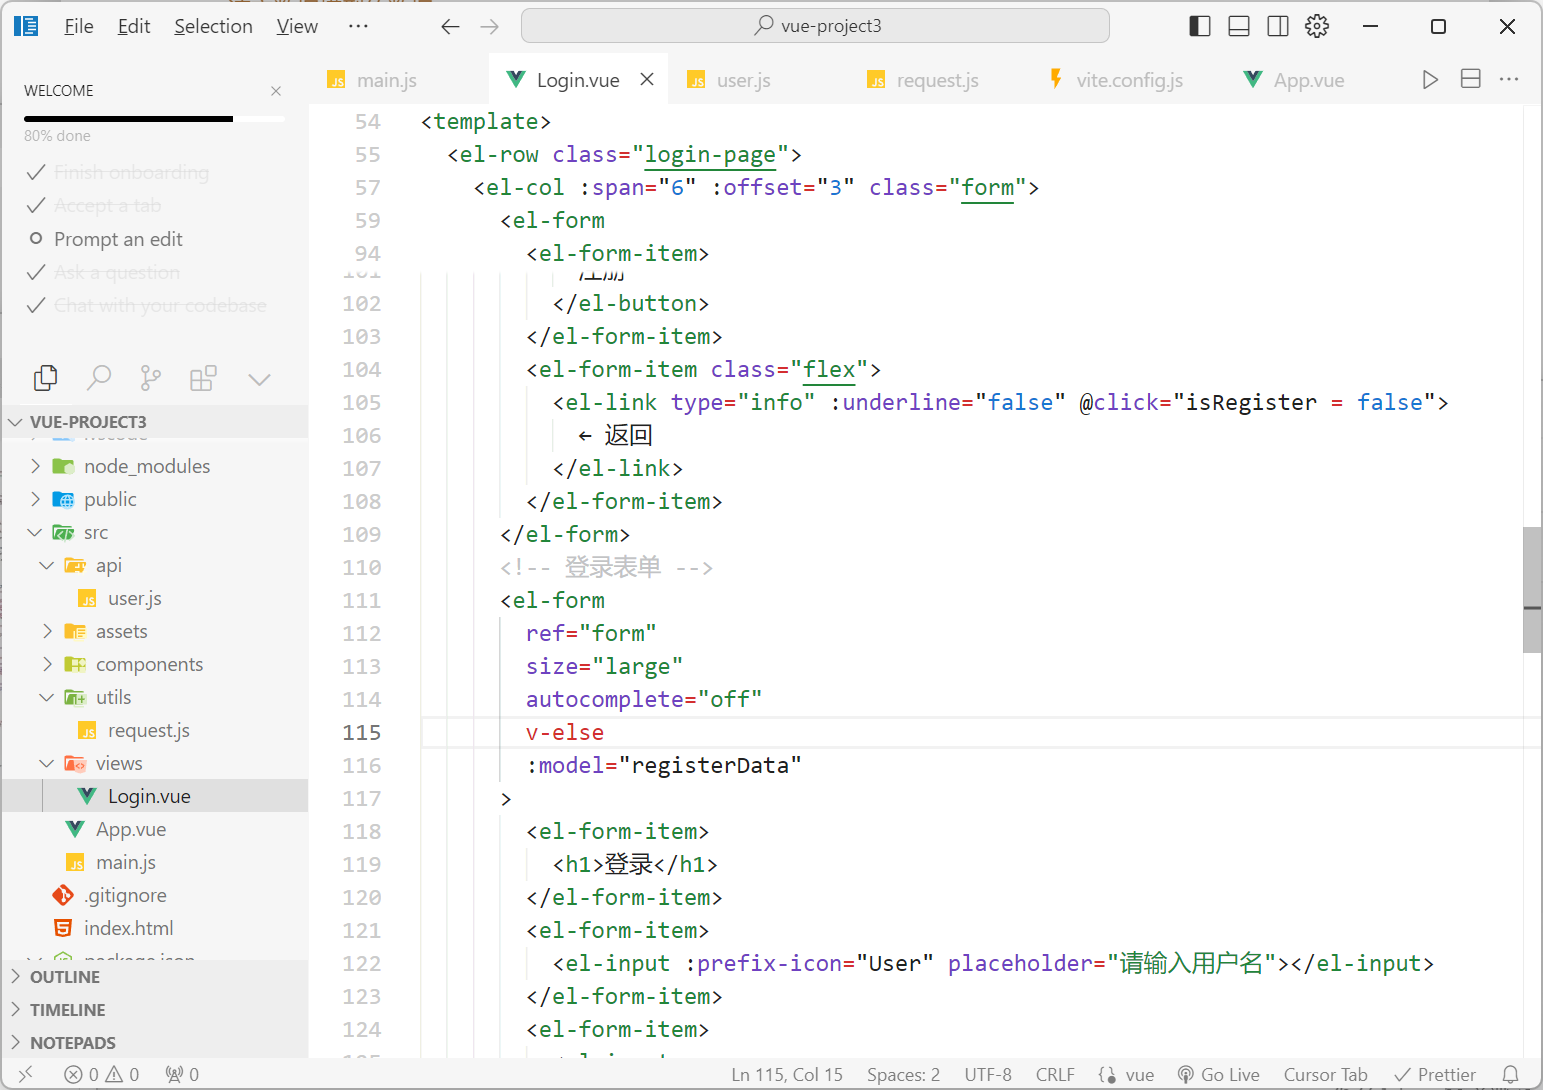 File Edit Selection View ··· vue-project3
WELCOME
80% done
Finish onboarding
Accept a tab
Prompt an edit
Ask a question
Chat with your codebase
VUE-PROJECT3
node_modules
public
src
api
user.js
assets
components
utils
request.js
views
Login.vue
App.vue
main.js
.gitignore
index.html
package.json
OUTLINE
TIMELINE
NOTEPADS
main.js Login.vue user.js request.js vite.config.js App.vue
54 <template>
55 <el-row class="login-page">
57 <el-col :span="6" :offset="3" class="form">
59 <el-form
94 <el-form-item>
101 注册
102 </el-button>
103 </el-form-item>
104 <el-form-item class="flex">
105 <el-link type="info" :underline="false" @click="isRegister = false">
106 ← 返回
107 </el-link>
108 </el-form-item>
109 </el-form>
110 <!-- 登录表单 -->
111 <el-form
112 ref="form"
113 size="large"
114 autocomplete="off"
115 v-else
116 :model="registerData"
117 >
118 <el-form-item>
119 <h1>登录</h1>
120 </el-form-item>
121 <el-form-item>
122 <el-input :prefix-icon="User" placeholder="请输入用户名"></el-input>
123 </el-form-item>
124 <el-form-item>
0 0 0 Ln 115, Col 15 Spaces: 2 UTF-8 CRLF vue Go Live Cursor Tab Prettier